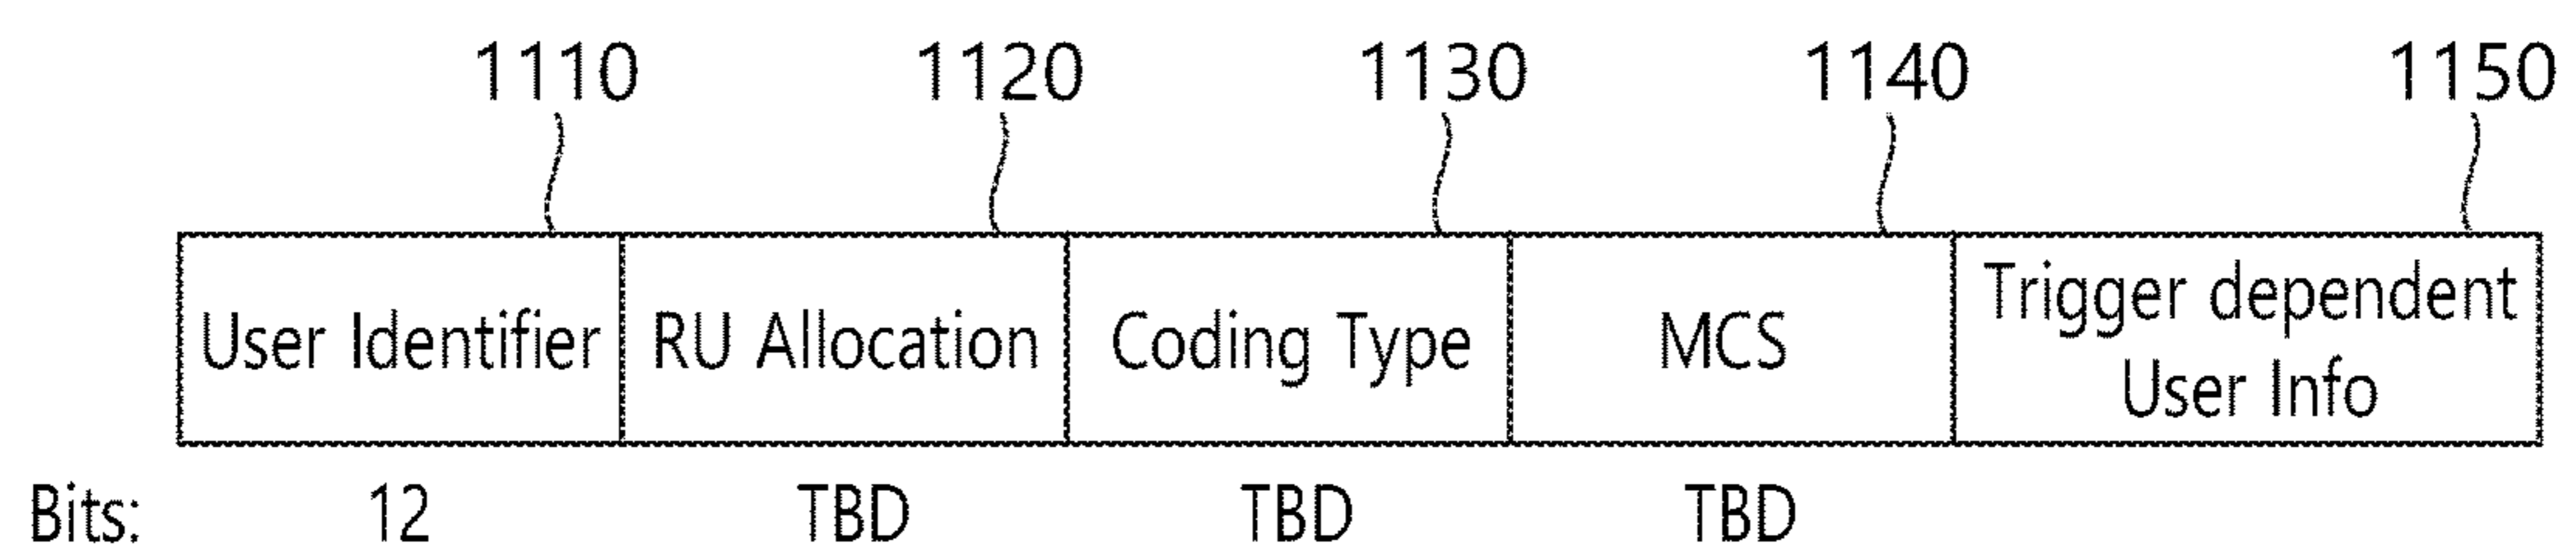 1110 1120 1130 1140 1150
User Identifier RU Allocation Coding Type MCS Trigger dependent
User Info
Bits: 12 TBD TBD TBD